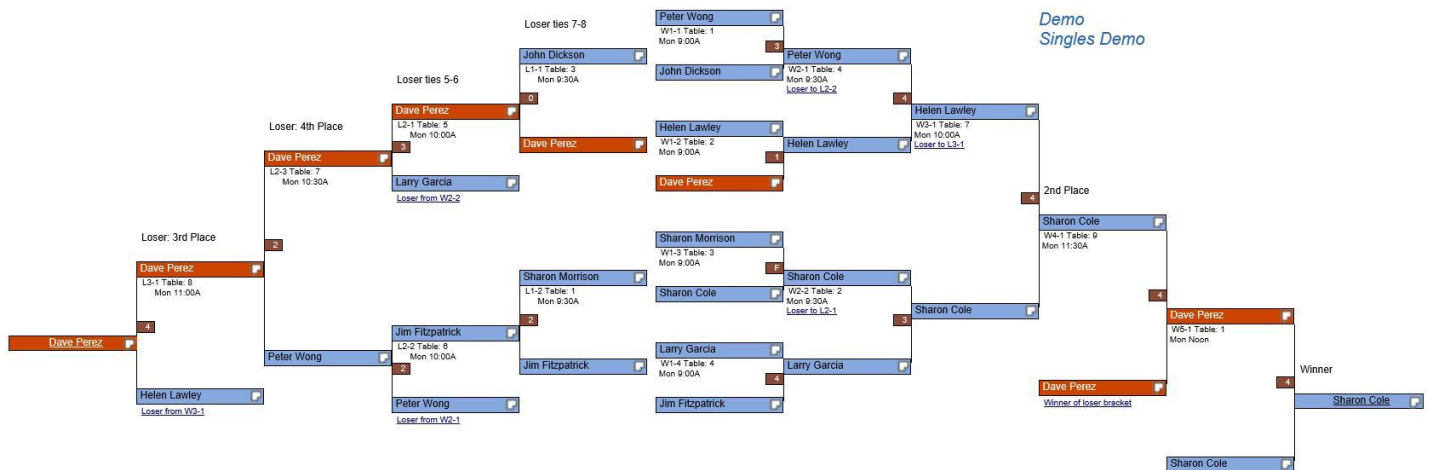 Demo
Singles Demo
Loser ties 7-8
Peter Wong
W1-1 Table: 1
Mon 9:00A
3
John Dickson
John Dickson
L1-1 Table: 3
Mon 9:30A
0
Dave Perez
Peter Wong
W2-1 Table: 4
Mon 9:30A
Loser to L2-2
4
Loser ties 5-6
Dave Perez
L2-1 Table: 5
Mon 10:00A
3
Larry Garcia
Loser from W2-2
Helen Lawley
W1-2 Table: 2
Mon 9:00A
1
Dave Perez
Helen Lawley
Helen Lawley
W3-1 Table: 7
Mon 10:00A
Loser to L3-1
4
Loser: 4th Place
Dave Perez
L2-3 Table: 7
Mon 10:30A
2
Peter Wong
2nd Place
Sharon Cole
W4-1 Table: 9
Mon 11:30A
4
Loser: 3rd Place
Dave Perez
L3-1 Table: 8
Mon 11:00A
4
Dave Perez
Helen Lawley
Loser from W3-1
Sharon Morrison
W1-3 Table: 3
Mon 9:00A
F
Sharon Cole
Sharon Morrison
L1-2 Table: 1
Mon 9:30A
2
Jim Fitzpatrick
Sharon Cole
W2-2 Table: 2
Mon 9:30A
Loser to L2-1
3
Sharon Cole
Jim Fitzpatrick
L2-2 Table: 6
Mon 10:00A
2
Peter Wong
Loser from W2-1
Larry Garcia
W1-4 Table: 4
Mon 9:00A
4
Jim Fitzpatrick
Larry Garcia
Dave Perez
W5-1 Table: 1
Mon Noon
4
Dave Perez
Winner of loser bracket
Winner
Sharon Cole
Sharon Cole